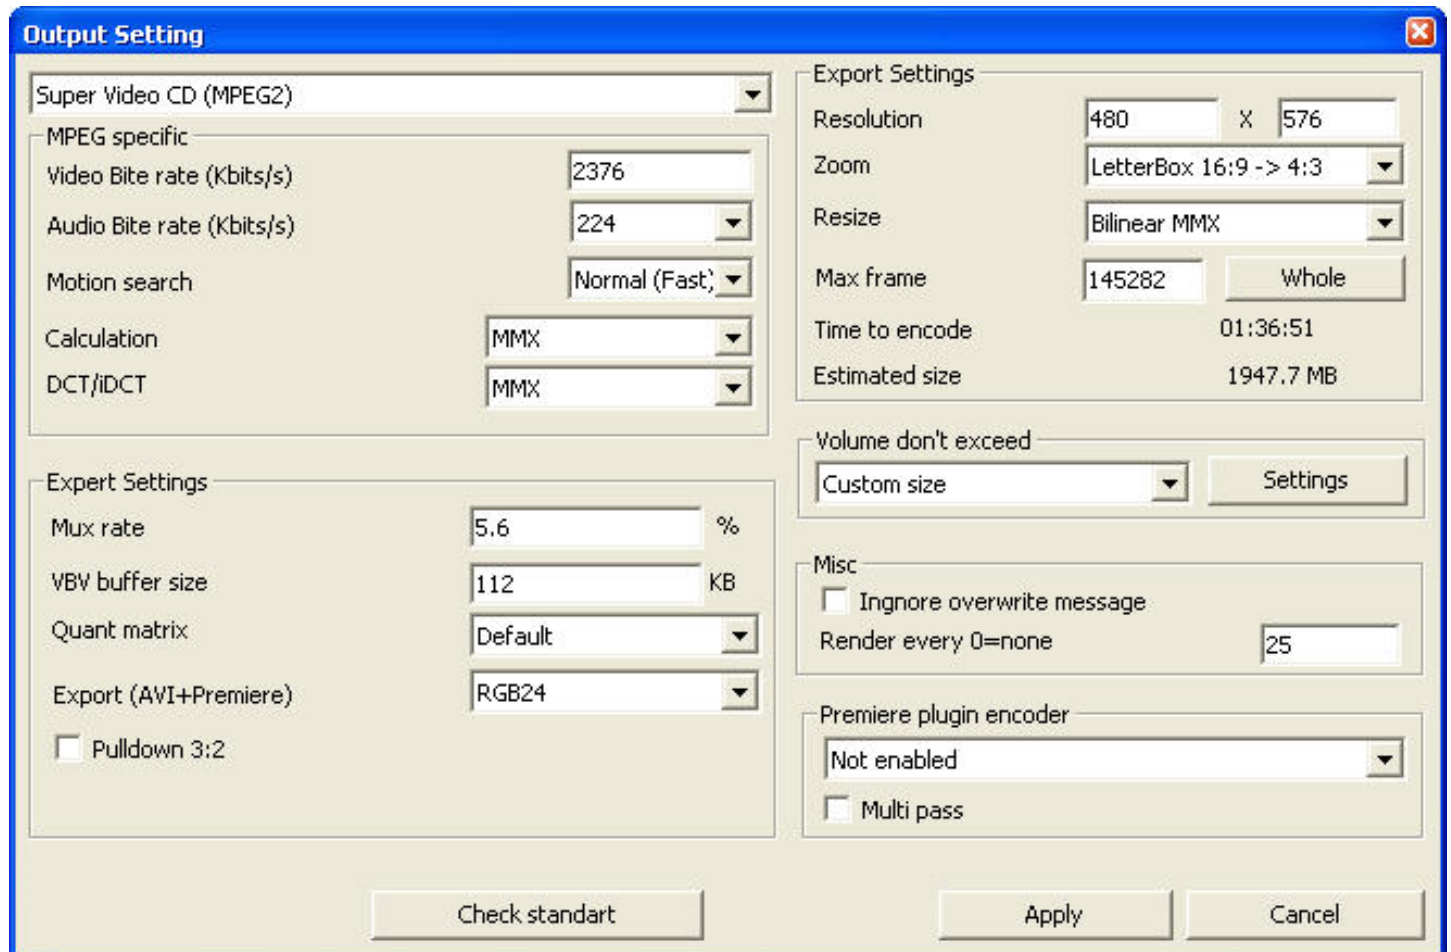 Output Setting
Super Video CD (MPEG2)
MPEG specific
Video Bite rate (Kbits/s) 2376
Audio Bite rate (Kbits/s) 224
Motion search Normal (Fast)
Calculation MMX
DCT/iDCT MMX
Expert Settings
Mux rate 5.6 %
VBV buffer size 112 KB
Quant matrix Default
Export (AVI+Premiere) RGB24
Pulldown 3:2
Export Settings
Resolution 480 X 576
Zoom LetterBox 16:9 -> 4:3
Resize Bilinear MMX
Max frame 145282 Whole
Time to encode 01:36:51
Estimated size 1947.7 MB
Volume don't exceed
Custom size Settings
Misc
Ingnore overwrite message
Render every 0=none 25
Premiere plugin encoder
Not enabled
Multi pass
Check standart Apply Cancel